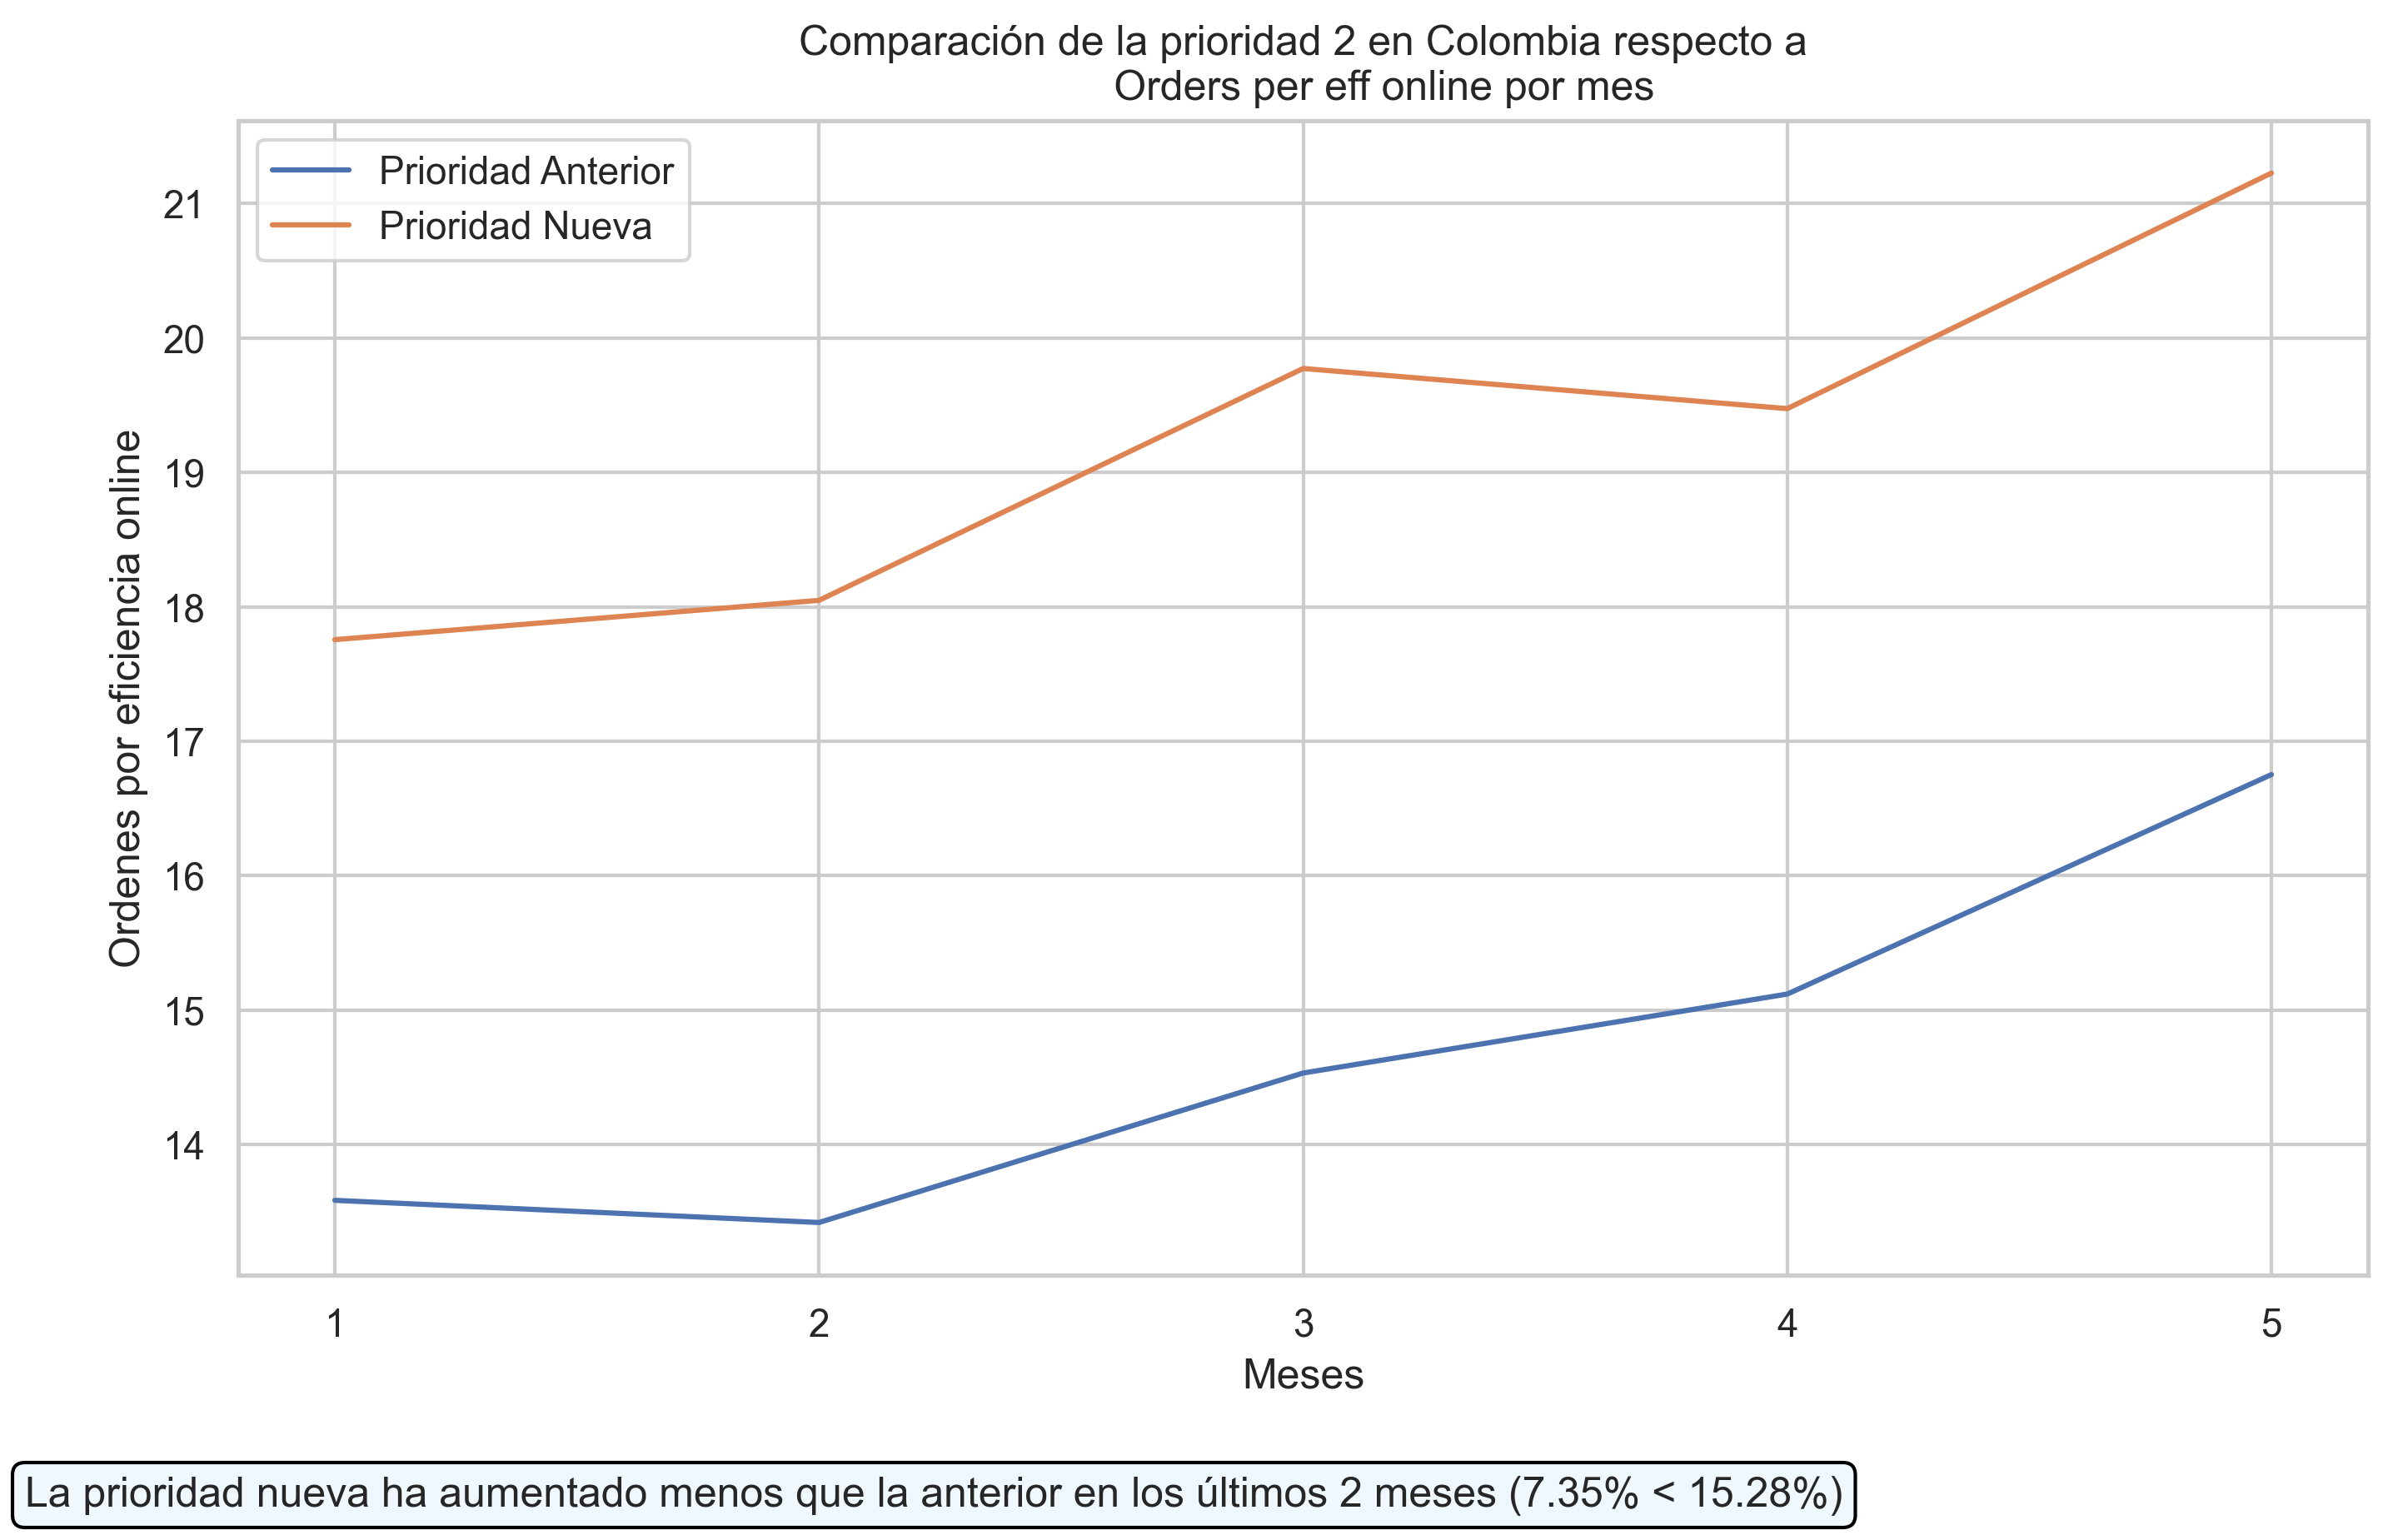 Comparación de la prioridad 2 en Colombia respecto a
Orders per eff online por mes
Prioridad Anterior
Prioridad Nueva
Ordenes por eficiencia online
21
20
19
18
17
16
15
14
1 2 3 4 5
Meses
La prioridad nueva ha aumentado menos que la anterior en los últimos 2 meses (7.35% < 15.28%)